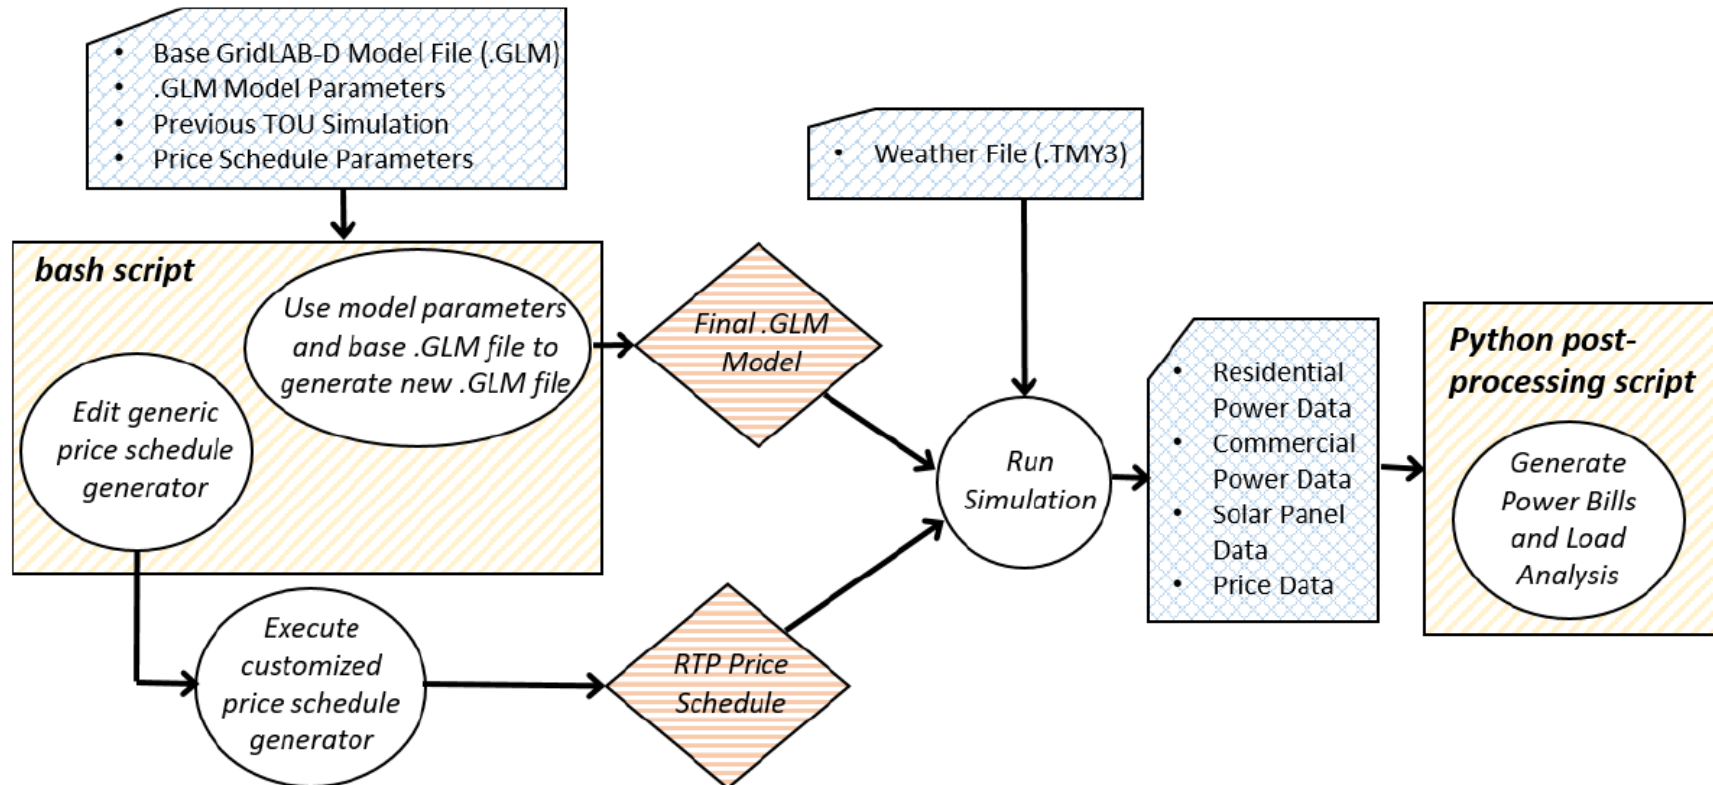 • Base GridLAB-D Model File (.GLM)
• .GLM Model Parameters
• Previous TOU Simulation
• Price Schedule Parameters
• Weather File (.TMY3)
bash script
Use model parameters
and base .GLM file to
generate new .GLM file
Edit generic
price schedule
generator
Final .GLM
Model
Execute
customized
price schedule
generator
RTP Price
Schedule
Run
Simulation
• Residential
Power Data
• Commercial
Power Data
• Solar Panel
Data
• Price Data
Python post-
processing script
Generate
Power Bills
and Load
Analysis